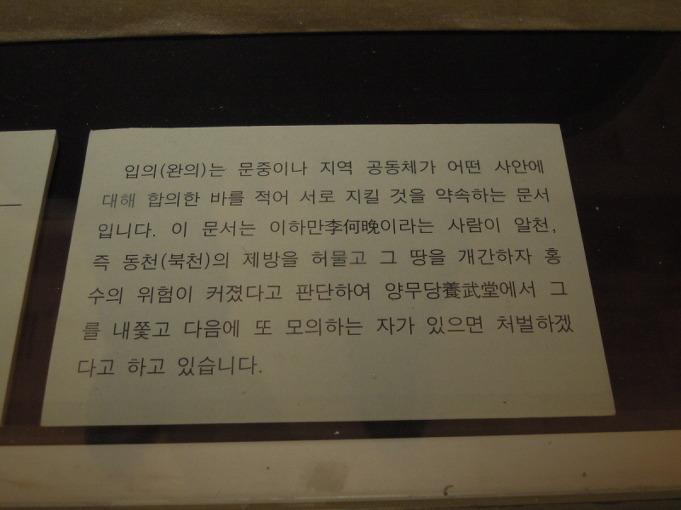 입의(완의)는 문중이나 지역 공동체가 어떤 사안에
대해 합의한 바를 적어 서로 지킬 것을 약속하는 문서
입니다. 이 문서는 이하만李何晩이라는 사람이 알천,
즉 동천(북천)의 제방을 허물고 그 땅을 개간하자 홍
수의 위험이 커졌다고 판단하여 양무당養武堂에서 그
를 내쫓고 다음에 또 모의하는 자가 있으면 처벌하겠
다고 하고 있습니다.